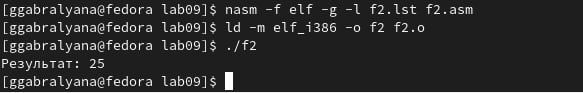 [ggabralyana@fedora lab09]$ nasm -f elf -g -l f2.lst f2.asm
[ggabralyana@fedora lab09]$ ld -m elf_i386 -o f2 f2.o
[ggabralyana@fedora lab09]$ ./f2
Результат: 25
[ggabralyana@fedora lab09]$